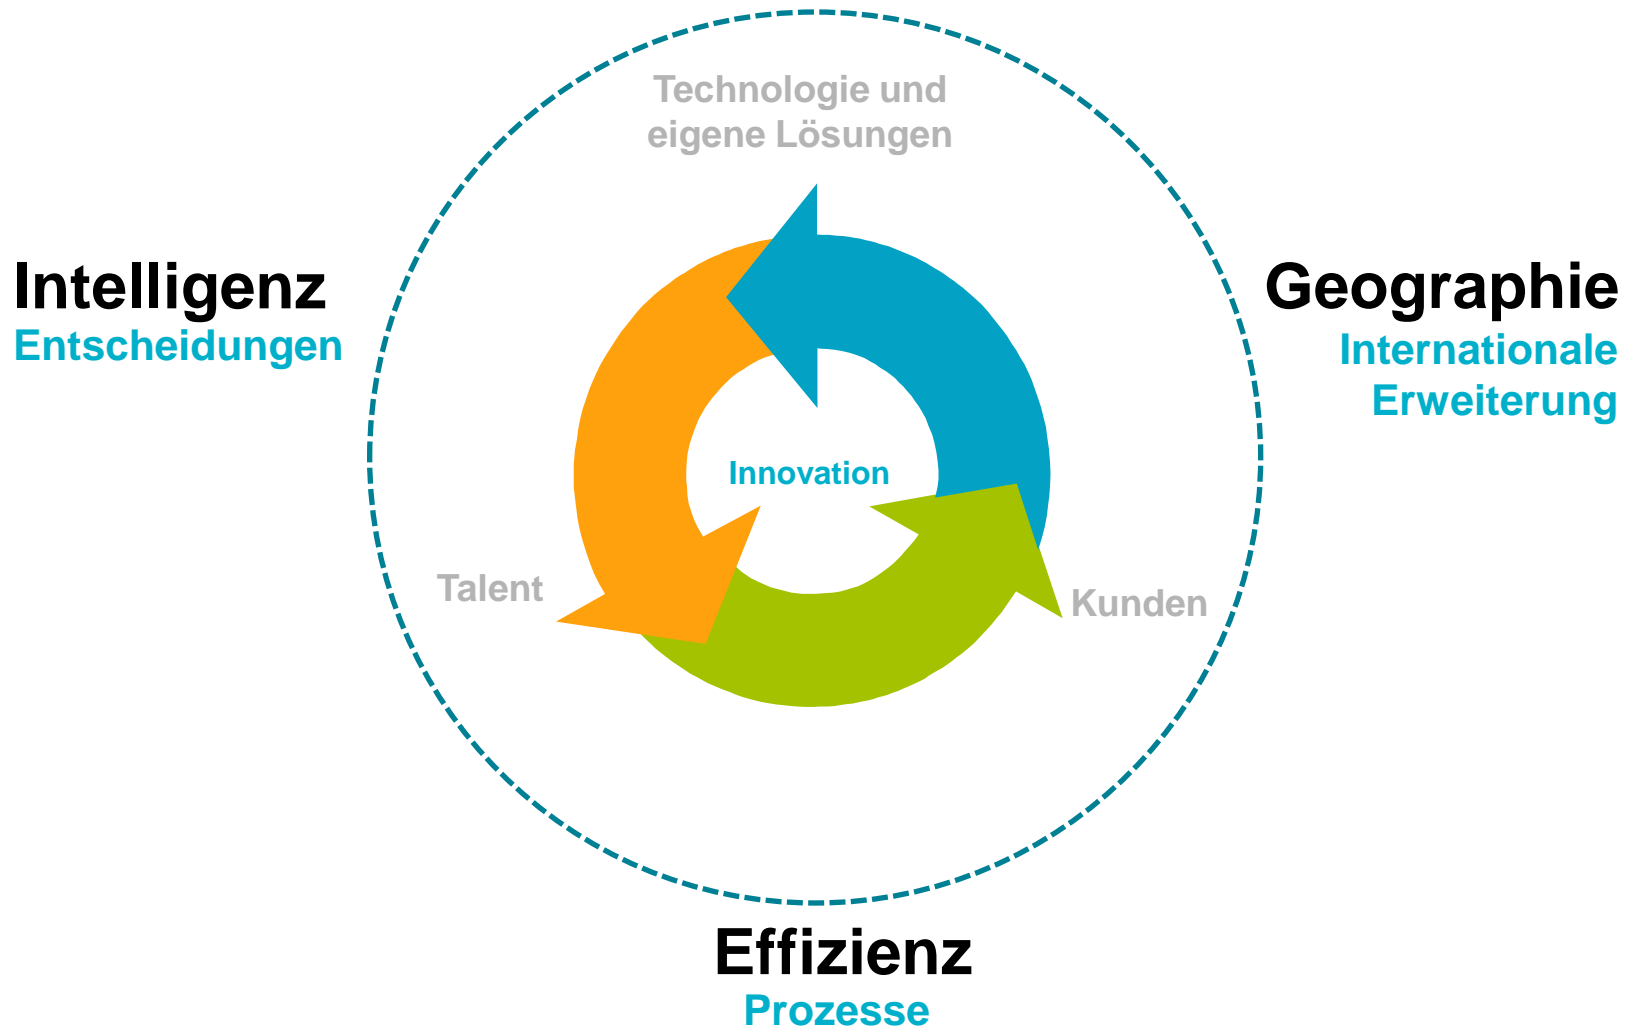 Technologie und
eigene Lösungen
Intelligenz
Entscheidungen
Geographie
Internationale
Erweiterung
Innovation
Talent
Kunden
Effizienz
Prozesse